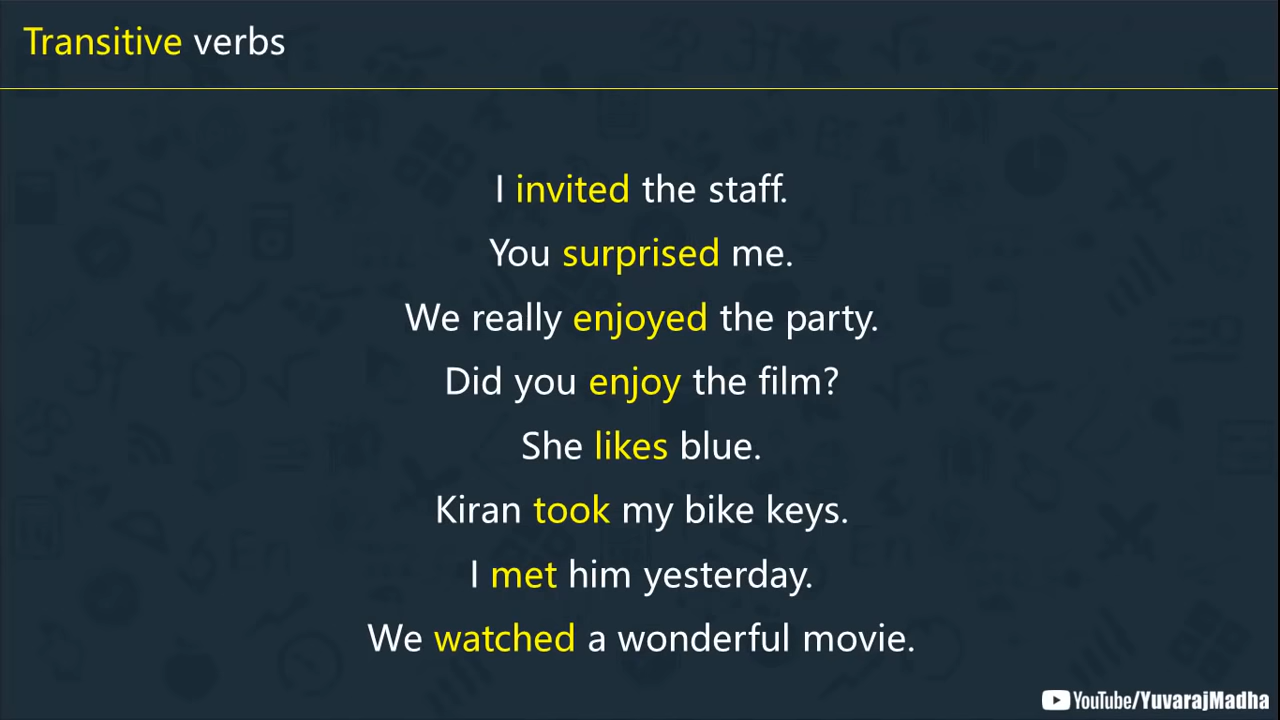 Transitive verbs
I invited the staff.
You surprised me.
We really enjoyed the party.
Did you enjoy the film?
She likes blue.
Kiran took my bike keys.
I met him yesterday.
We watched a wonderful movie.
YouTube/YuvarajMadha